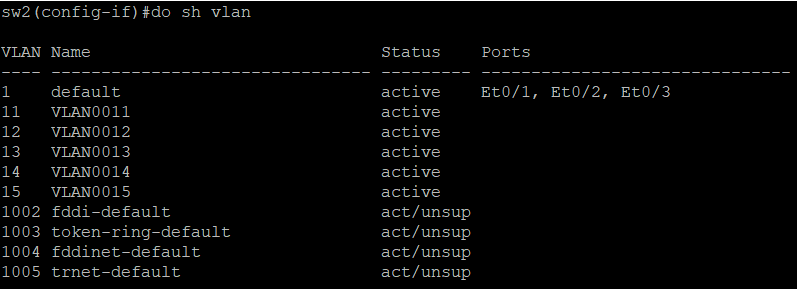 sw2(config-if)#do sh vlan
VLAN Name                             Status    Ports
---- -------------------------------- --------- -------------------------------
1    default                          active    Et0/1, Et0/2, Et0/3
11   VLAN0011                         active
12   VLAN0012                         active
13   VLAN0013                         active
14   VLAN0014                         active
15   VLAN0015                         active
1002 fddi-default                     act/unsup
1003 token-ring-default               act/unsup
1004 fddinet-default                  act/unsup
1005 trnet-default                    act/unsup